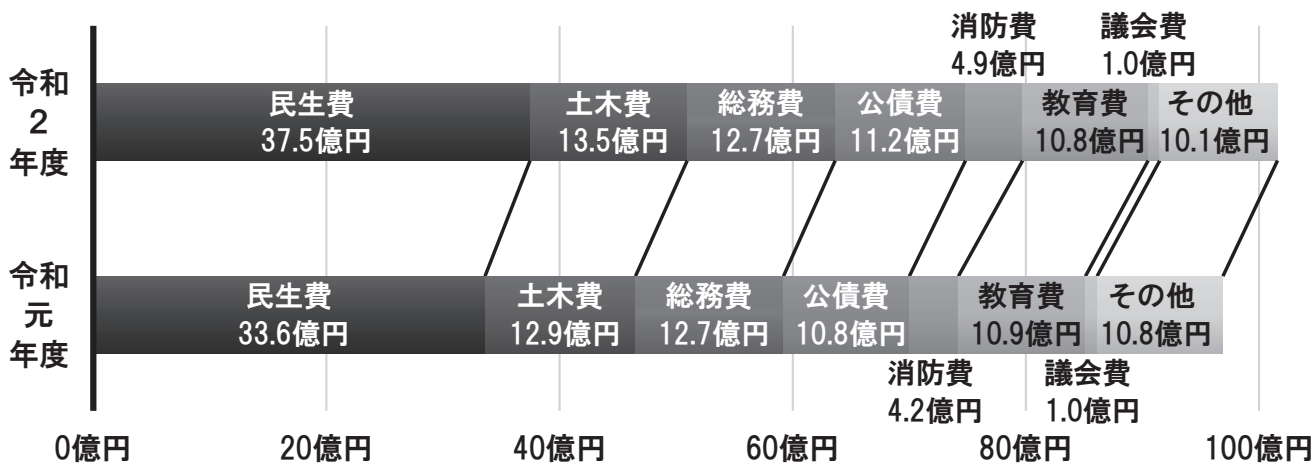 消防費
4.9億円
議会費
1.0億円
令和
2
年度
民生費
37.5億円
土木費
13.5億円
総務費
12.7億円
公債費
11.2億円
教育費
10.8億円
その他
10.1億円
令和
元
年度
民生費
33.6億円
土木費
12.9億円
総務費
12.7億円
公債費
10.8億円
教育費
10.9億円
その他
10.8億円
消防費
4.2億円
議会費
1.0億円
0億円
20億円
40億円
60億円
80億円
100億円